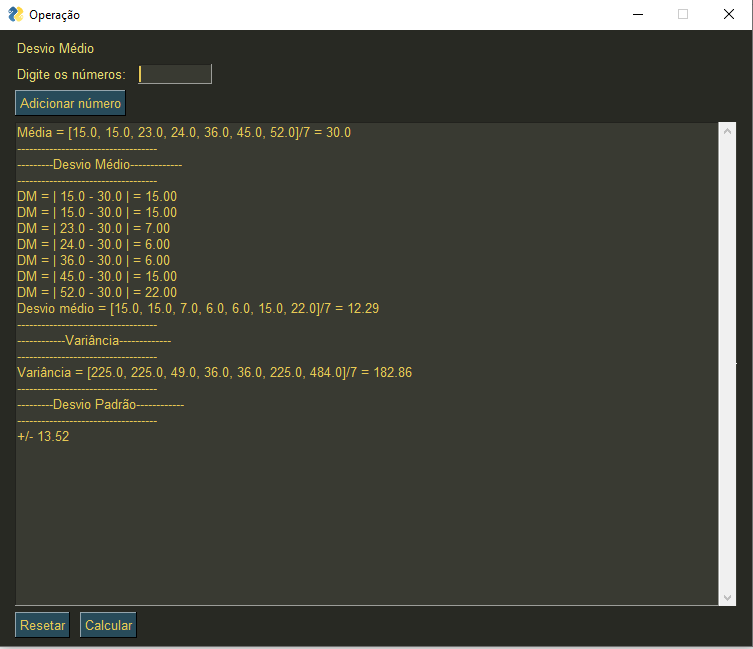 Operação
Desvio Médio
Digite os números:
Adicionar número
Média = [15.0, 15.0, 23.0, 24.0, 36.0, 45.0, 52.0]/7 = 30.0
-----------------------------------
---------Desvio Médio-------------
-----------------------------------
DM = | 15.0 - 30.0 | = 15.00
DM = | 15.0 - 30.0 | = 15.00
DM = | 23.0 - 30.0 | = 7.00
DM = | 24.0 - 30.0 | = 6.00
DM = | 36.0 - 30.0 | = 6.00
DM = | 45.0 - 30.0 | = 15.00
DM = | 52.0 - 30.0 | = 22.00
Desvio médio = [15.0, 15.0, 7.0, 6.0, 6.0, 15.0, 22.0]/7 = 12.29
-----------------------------------
------------Variância-------------
-----------------------------------
Variância = [225.0, 225.0, 49.0, 36.0, 36.0, 225.0, 484.0]/7 = 182.86
-----------------------------------
---------Desvio Padrão------------
-----------------------------------
+/- 13.52
Resetar Calcular